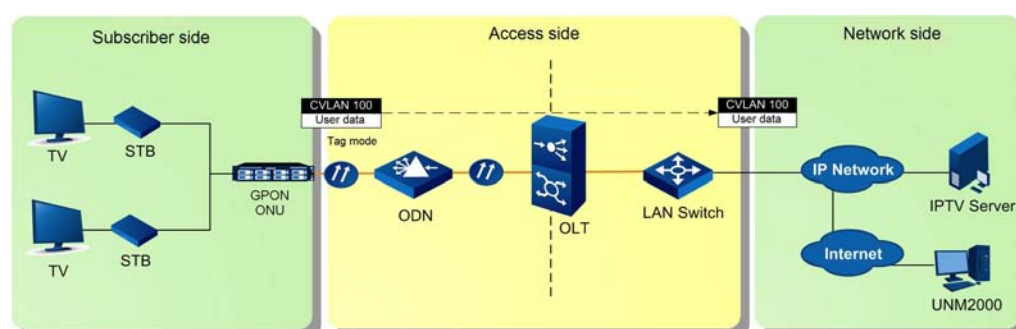 Subscriber side
Access side
Network side
CVLAN 100
User data
CVLAN 100
User data
Tag mode
TV
STB
GPON
ONU
ODN
OLT
LAN Switch
IP Network
IPTV Server
TV
STB
Internet
UNM2000